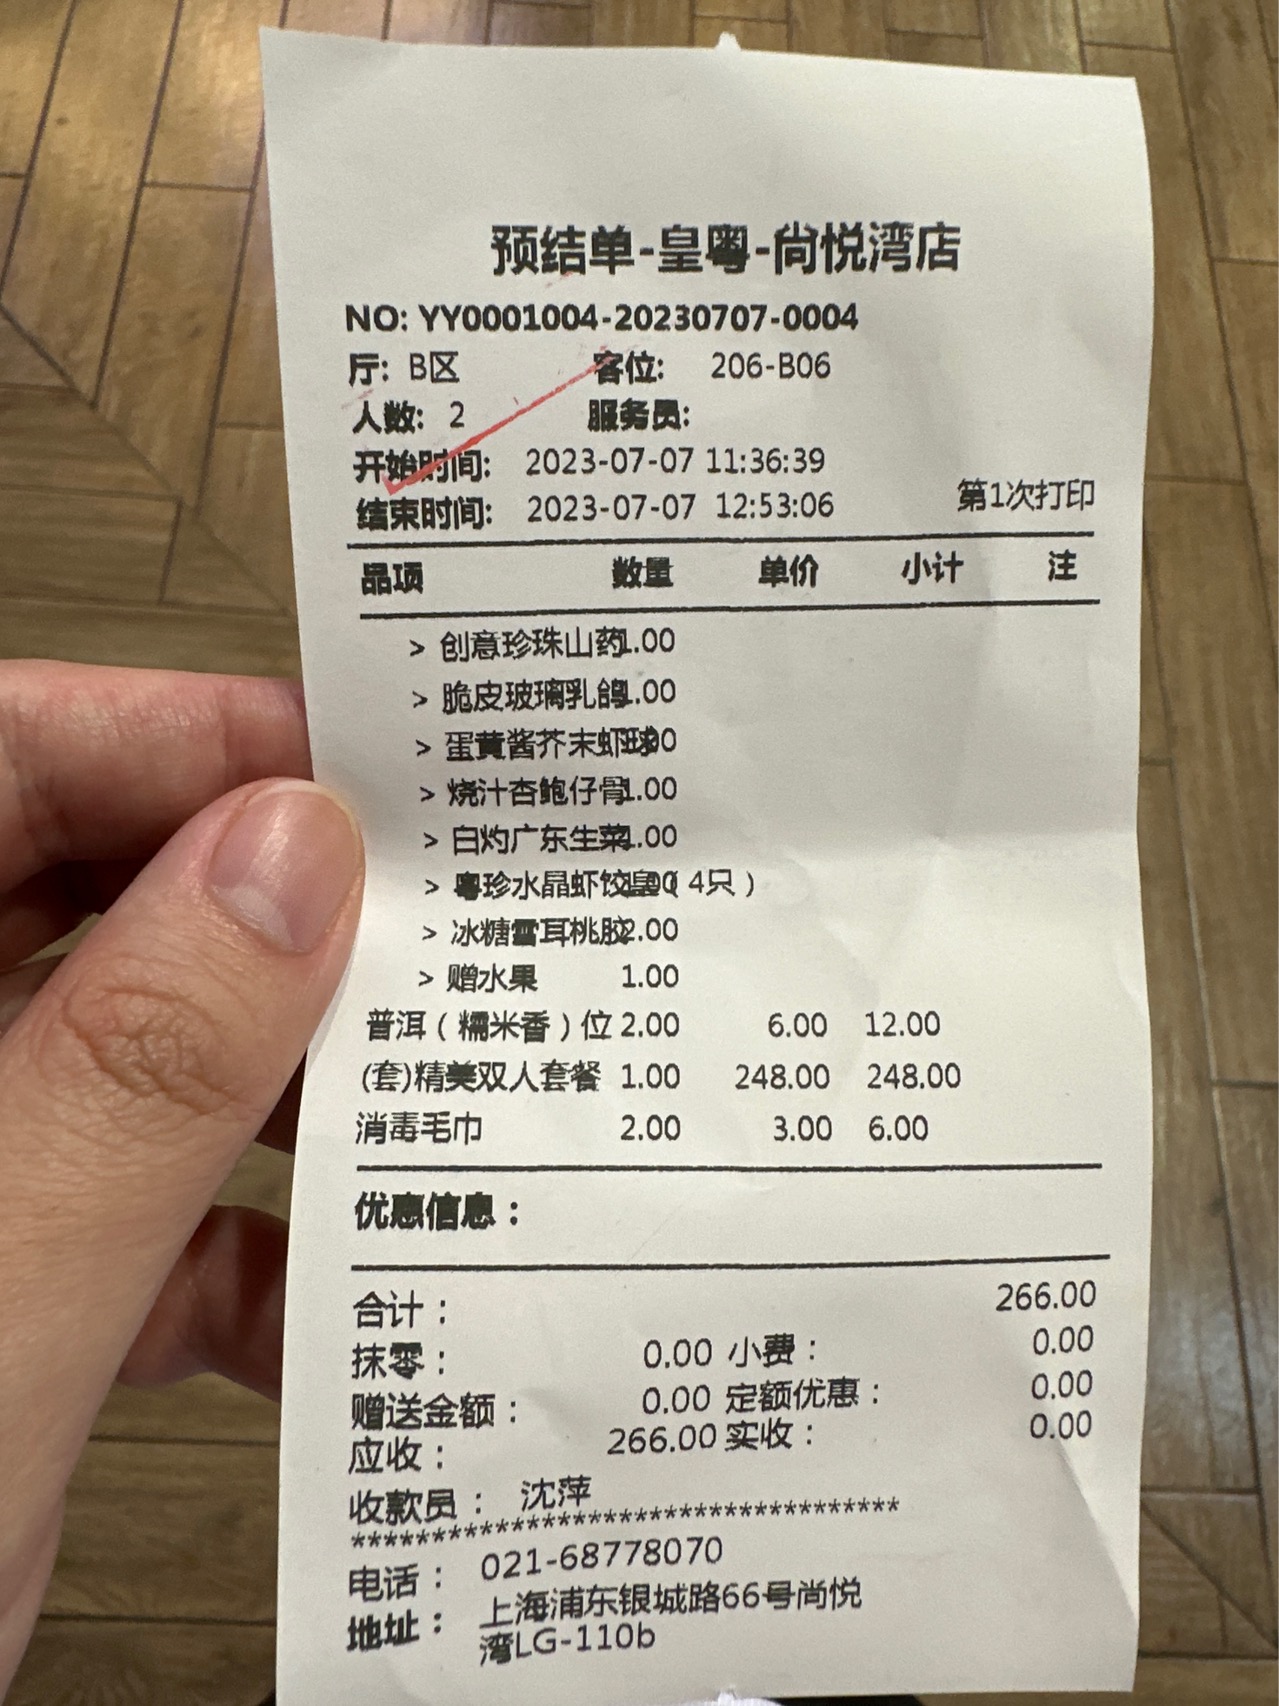 预结单-皇粤-尚悦湾店
NO: YY0001004-20230707-0004
厅: B区 客位: 206-B06
人数: 2 服务员:
开始时间: 2023-07-07 11:36:39
结束时间: 2023-07-07 12:53:06 第1次打印
品项 数量 单价 小计 注
> 创意珍珠山药 1.00
> 脆皮玻璃乳鸽 1.00
> 蛋黄酱芥末虾球
> 烧汁杏鲍仔骨 1.00
> 白灼广东生菜 1.00
> 粤珍水晶虾饺皇（4只）
> 冰糖雪耳桃胶 2.00
> 赠水果 1.00
普洱（糯米香）位 2.00 6.00 12.00
(套)精美双人套餐 1.00 248.00 248.00
消毒毛巾 2.00 3.00 6.00
优惠信息：
合计： 266.00
抹零： 0.00 小费： 0.00
赠送金额： 0.00 定额优惠： 0.00
应收： 266.00 实收： 0.00
收款员： 沈萍
***********************************
电话： 021-68778070
地址： 上海浦东银城路66号尚悦
湾LG-110b